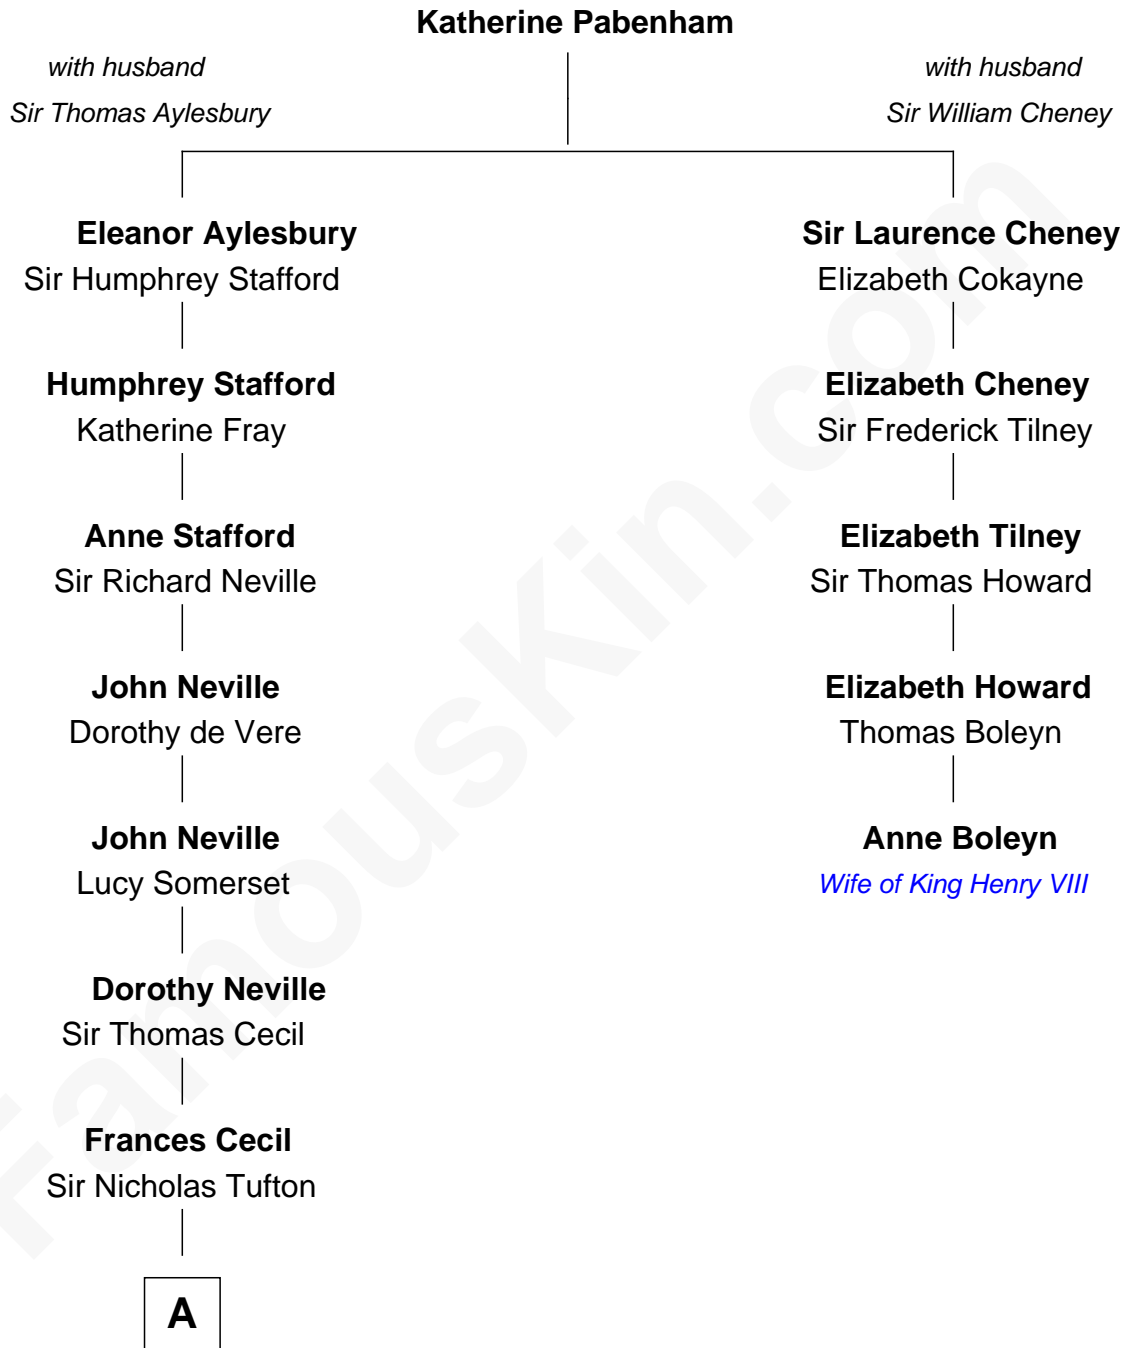 Katherine Pabenham
with husband
Sir Thomas Aylesbury
with husband
Sir William Cheney
Eleanor Aylesbury
Sir Humphrey Stafford
Sir Laurence Cheney
Elizabeth Cokayne
Humphrey Stafford
Katherine Fray
Elizabeth Cheney
Sir Frederick Tilney
Anne Stafford
Sir Richard Neville
Elizabeth Tilney
Sir Thomas Howard
John Neville
Dorothy de Vere
Elizabeth Howard
Thomas Boleyn
John Neville
Lucy Somerset
Anne Boleyn
Wife of King Henry VIII
Dorothy Neville
Sir Thomas Cecil
Frances Cecil
Sir Nicholas Tufton
A
FamousKin.com